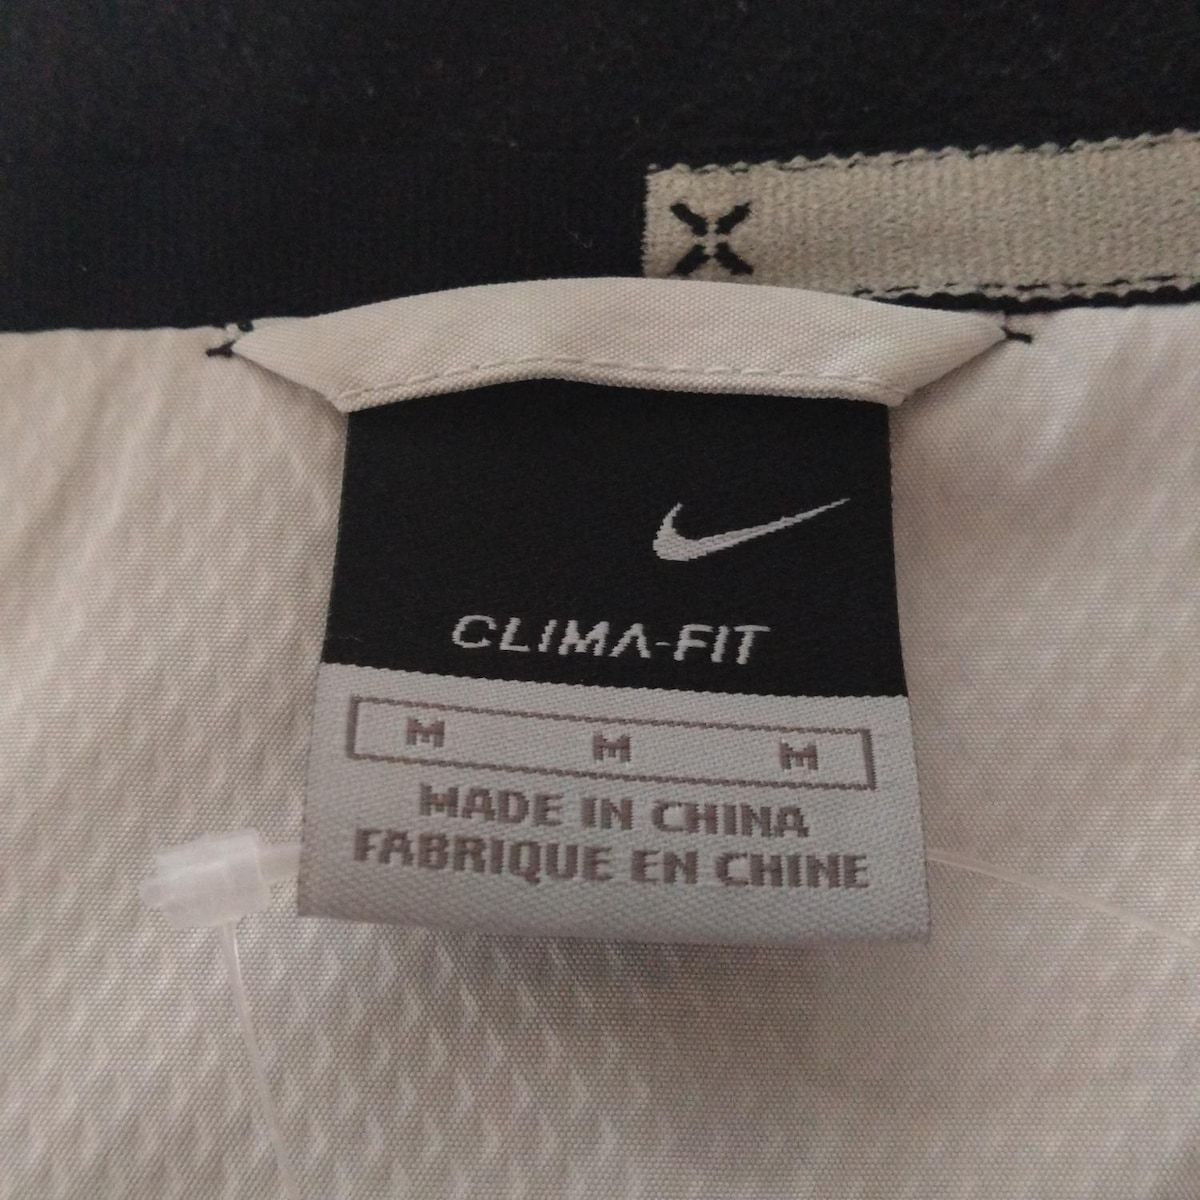 CLIMA-FIT
M M M
MADE IN CHINA
FABRIQUE EN CHINE